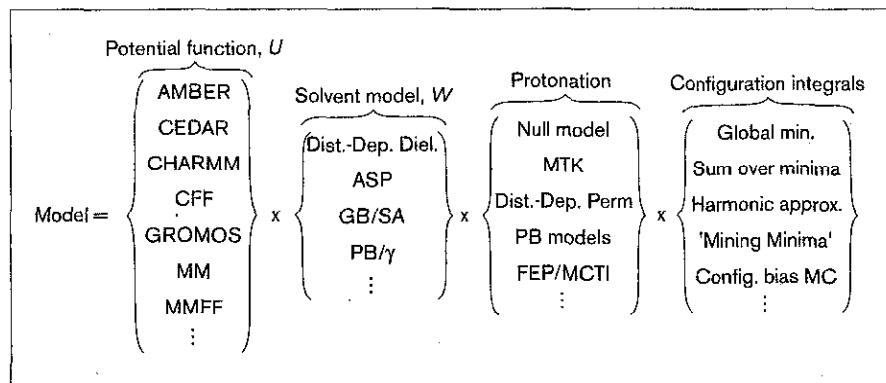 Potential function, U
AMBER
CEDAR
CHARMM
CFF
GROMOS
MM
MMFF
⋮
Solvent model, W
Dist.-Dep. Diel.
ASP
GB/SA
PB/γ
⋮
Protonation
Null model
MTK
Dist.-Dep. Perm
PB models
FEP/MCTI
⋮
Configuration integrals
Global min.
Sum over minima
Harmonic approx.
'Mining Minima'
Config. bias MC
⋮
Model =
x
x
x